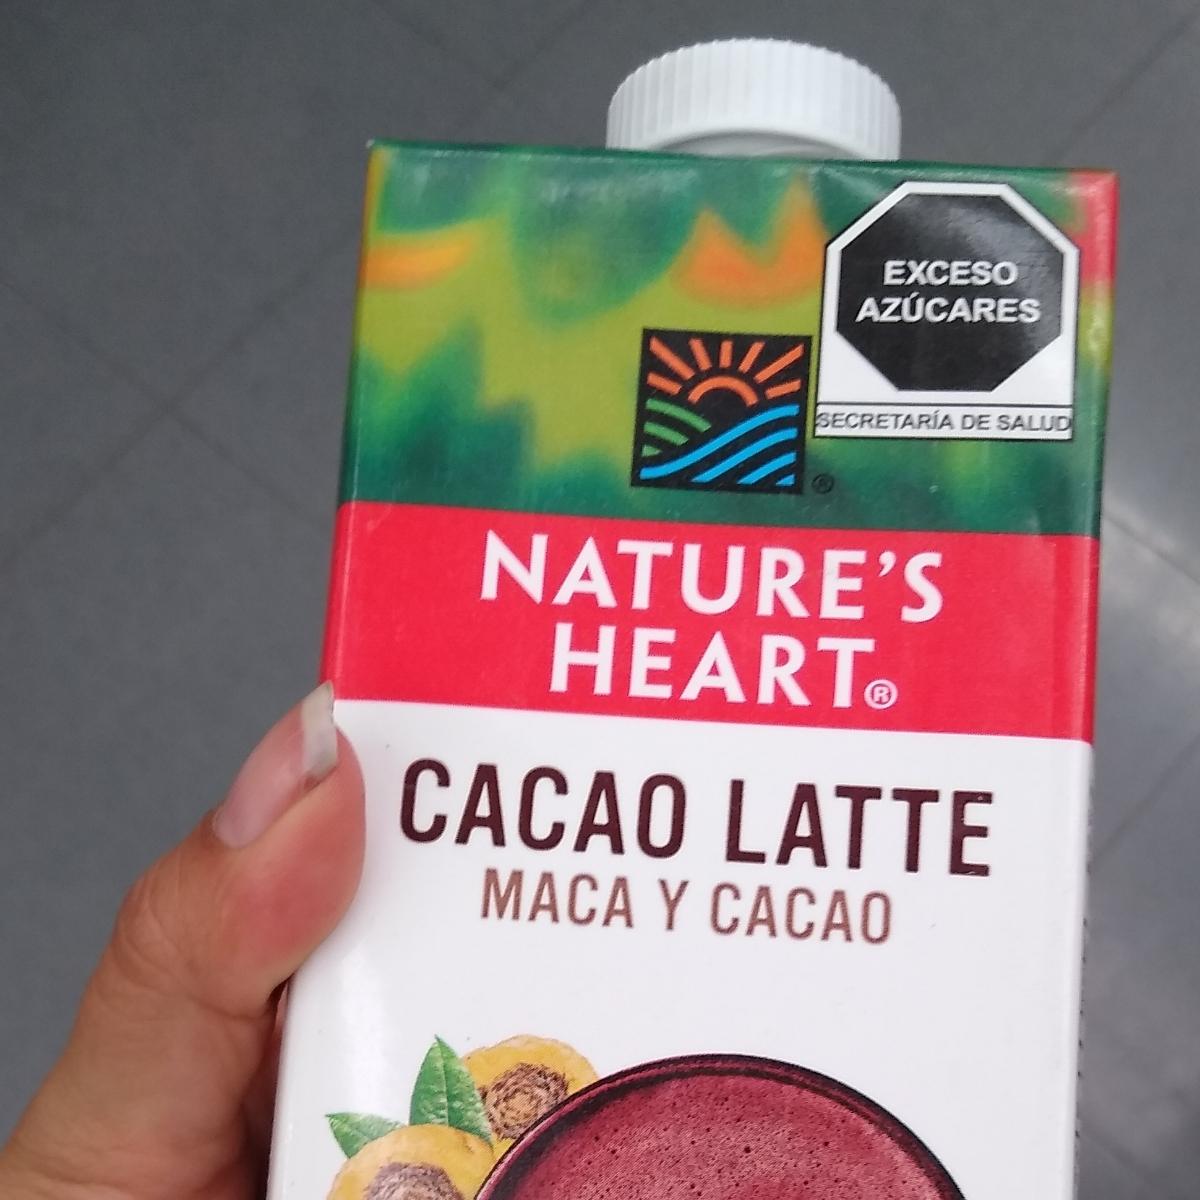 EXCESO
AZÚCARES
SECRETARÍA DE SALUD
®
NATURE'S
HEART®
CACAO LATTE
MACA Y CACAO